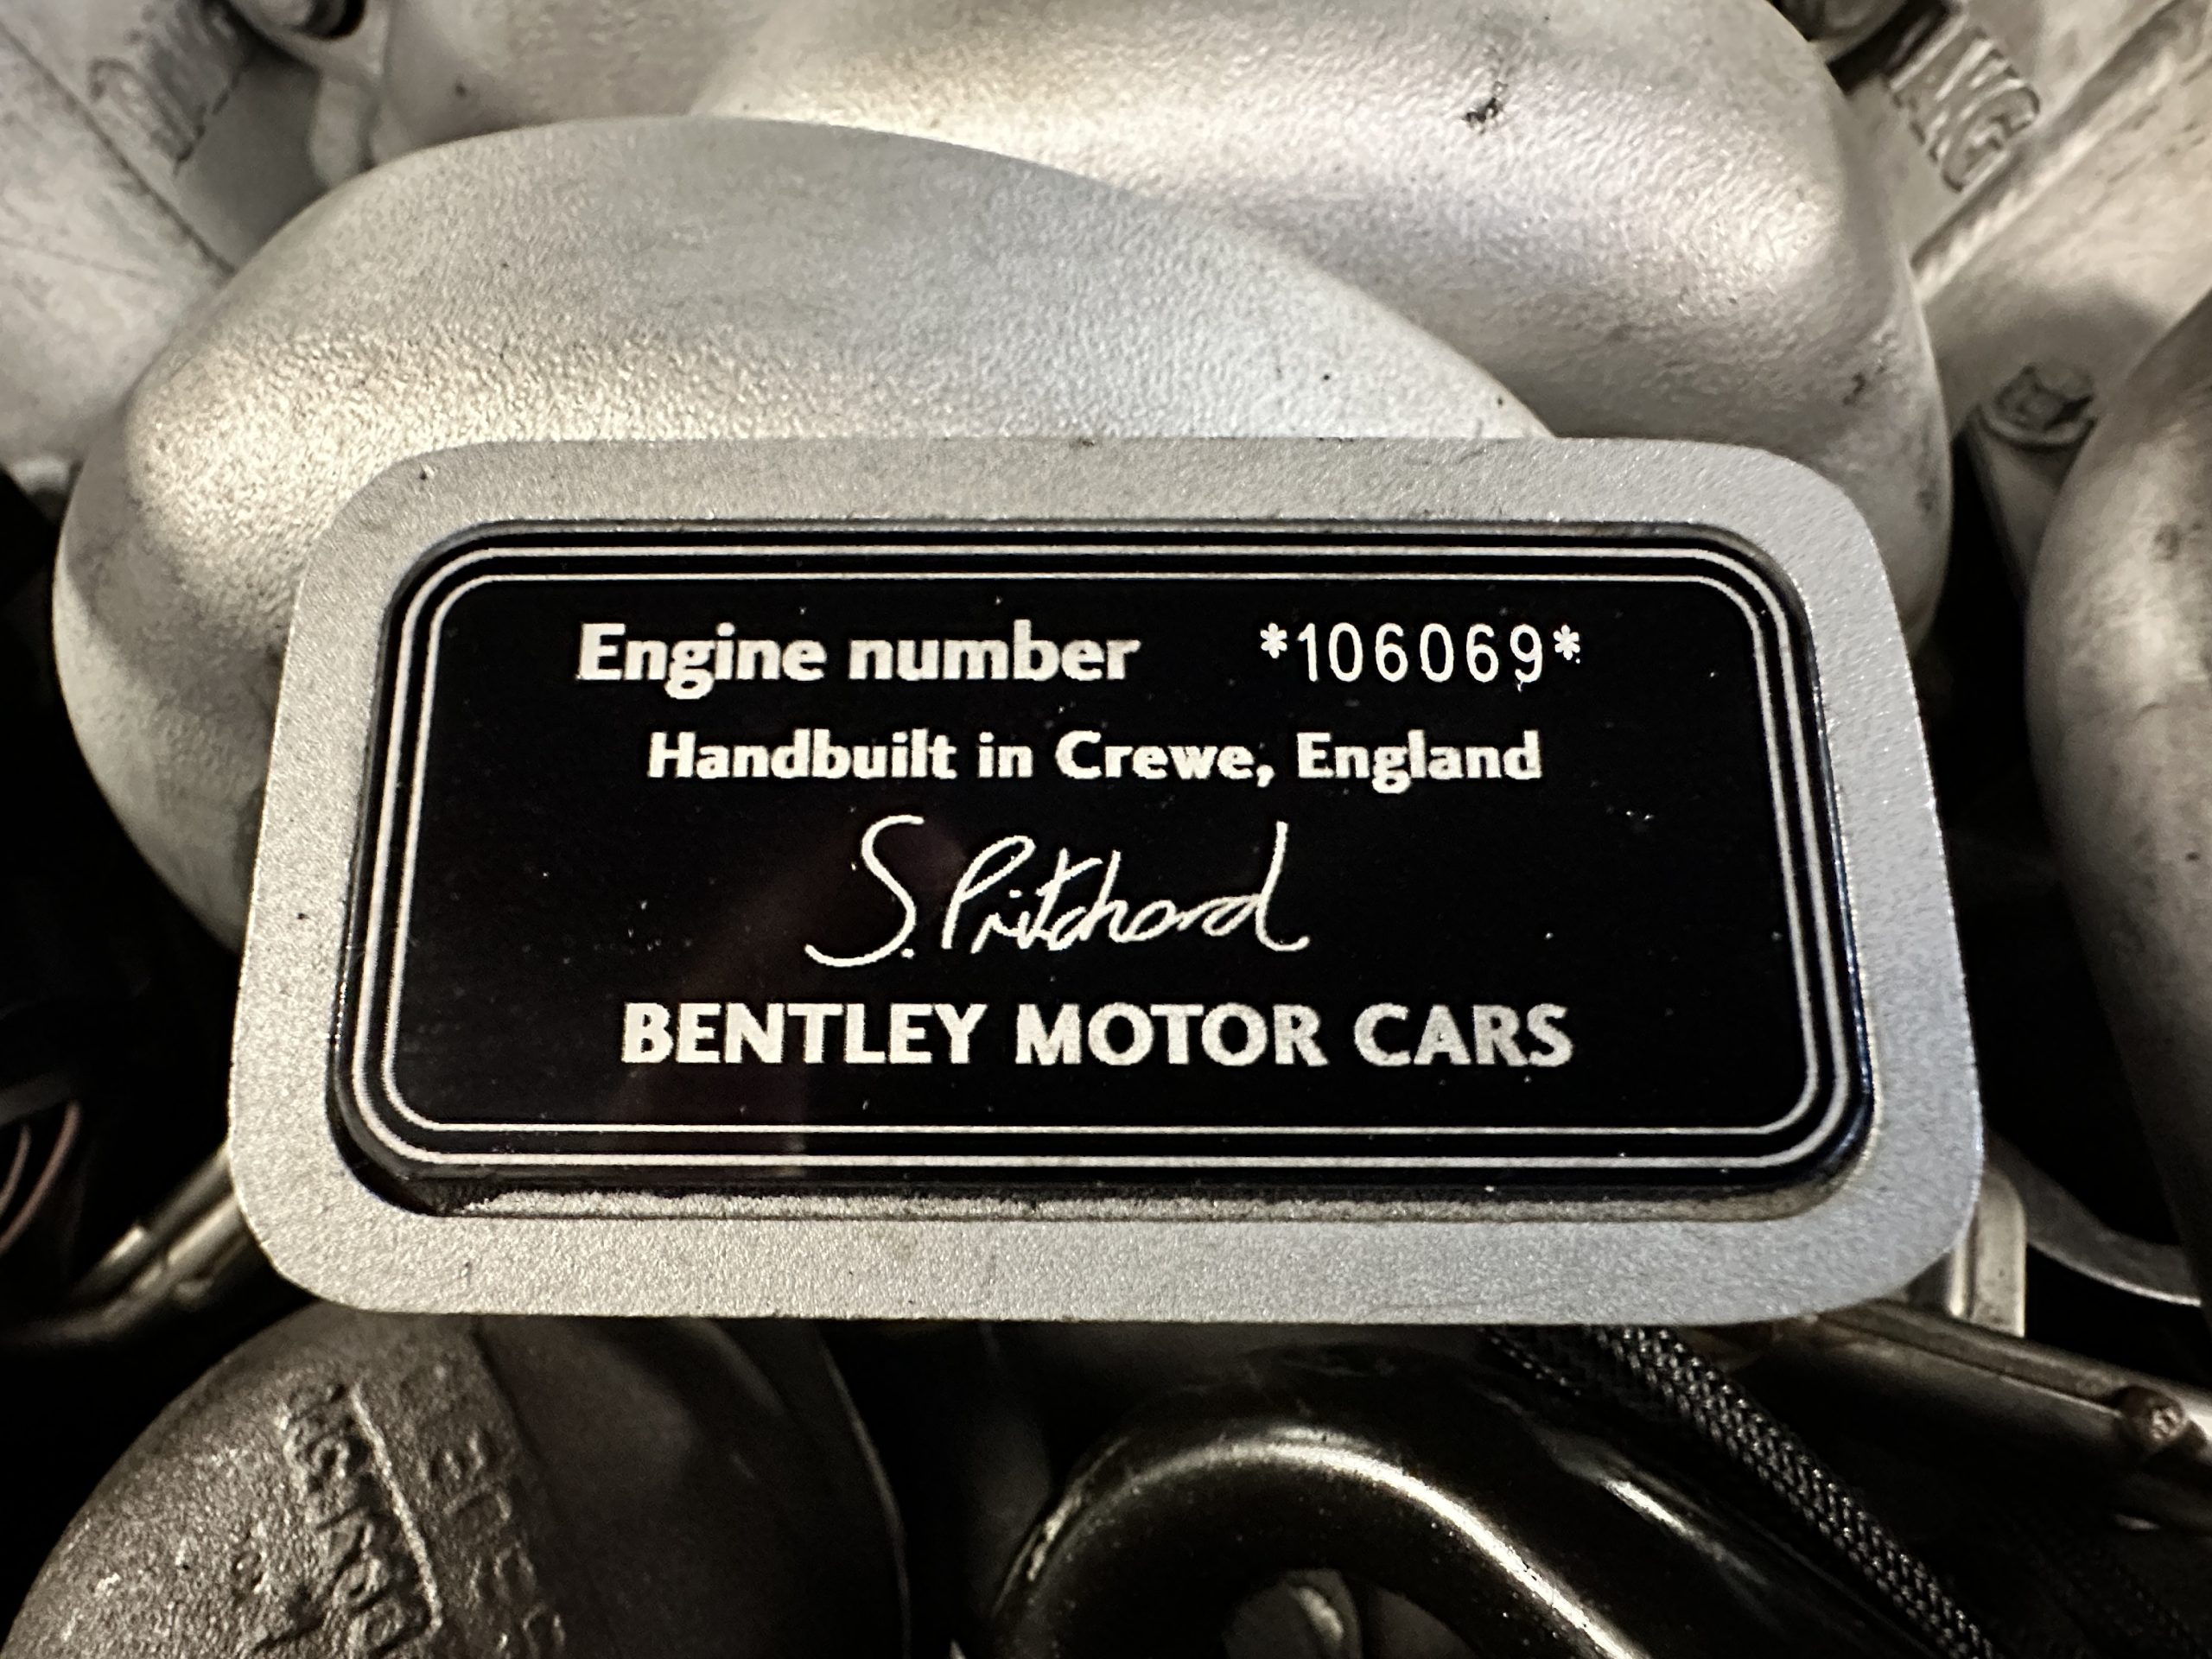 Engine number *106069*
Handbuilt in Crewe, England
S. Pritchard
BENTLEY MOTOR CARS